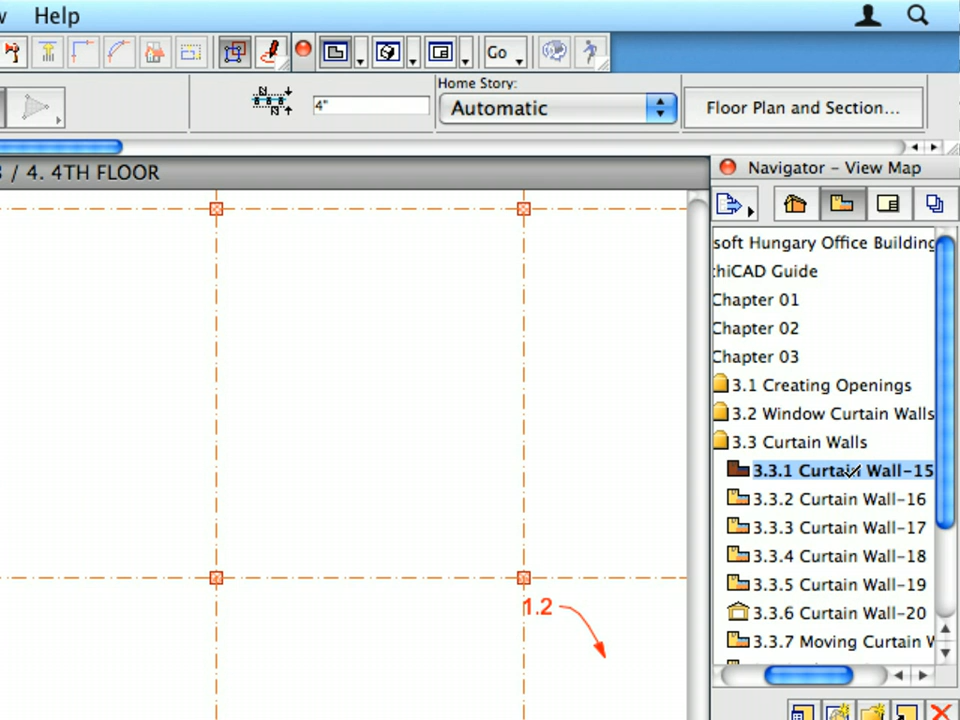 Help
Go
Home Story:
4"
Automatic
Floor Plan and Section...
/ 4. 4TH FLOOR
Navigator - View Map
soft Hungary Office Building
hiCAD Guide
Chapter 01
Chapter 02
Chapter 03
3.1 Creating Openings
3.2 Window Curtain Walls
3.3 Curtain Walls
3.3.1 Curtain Wall-15
3.3.2 Curtain Wall-16
3.3.3 Curtain Wall-17
3.3.4 Curtain Wall-18
3.3.5 Curtain Wall-19
3.3.6 Curtain Wall-20
3.3.7 Moving Curtain W
1.2